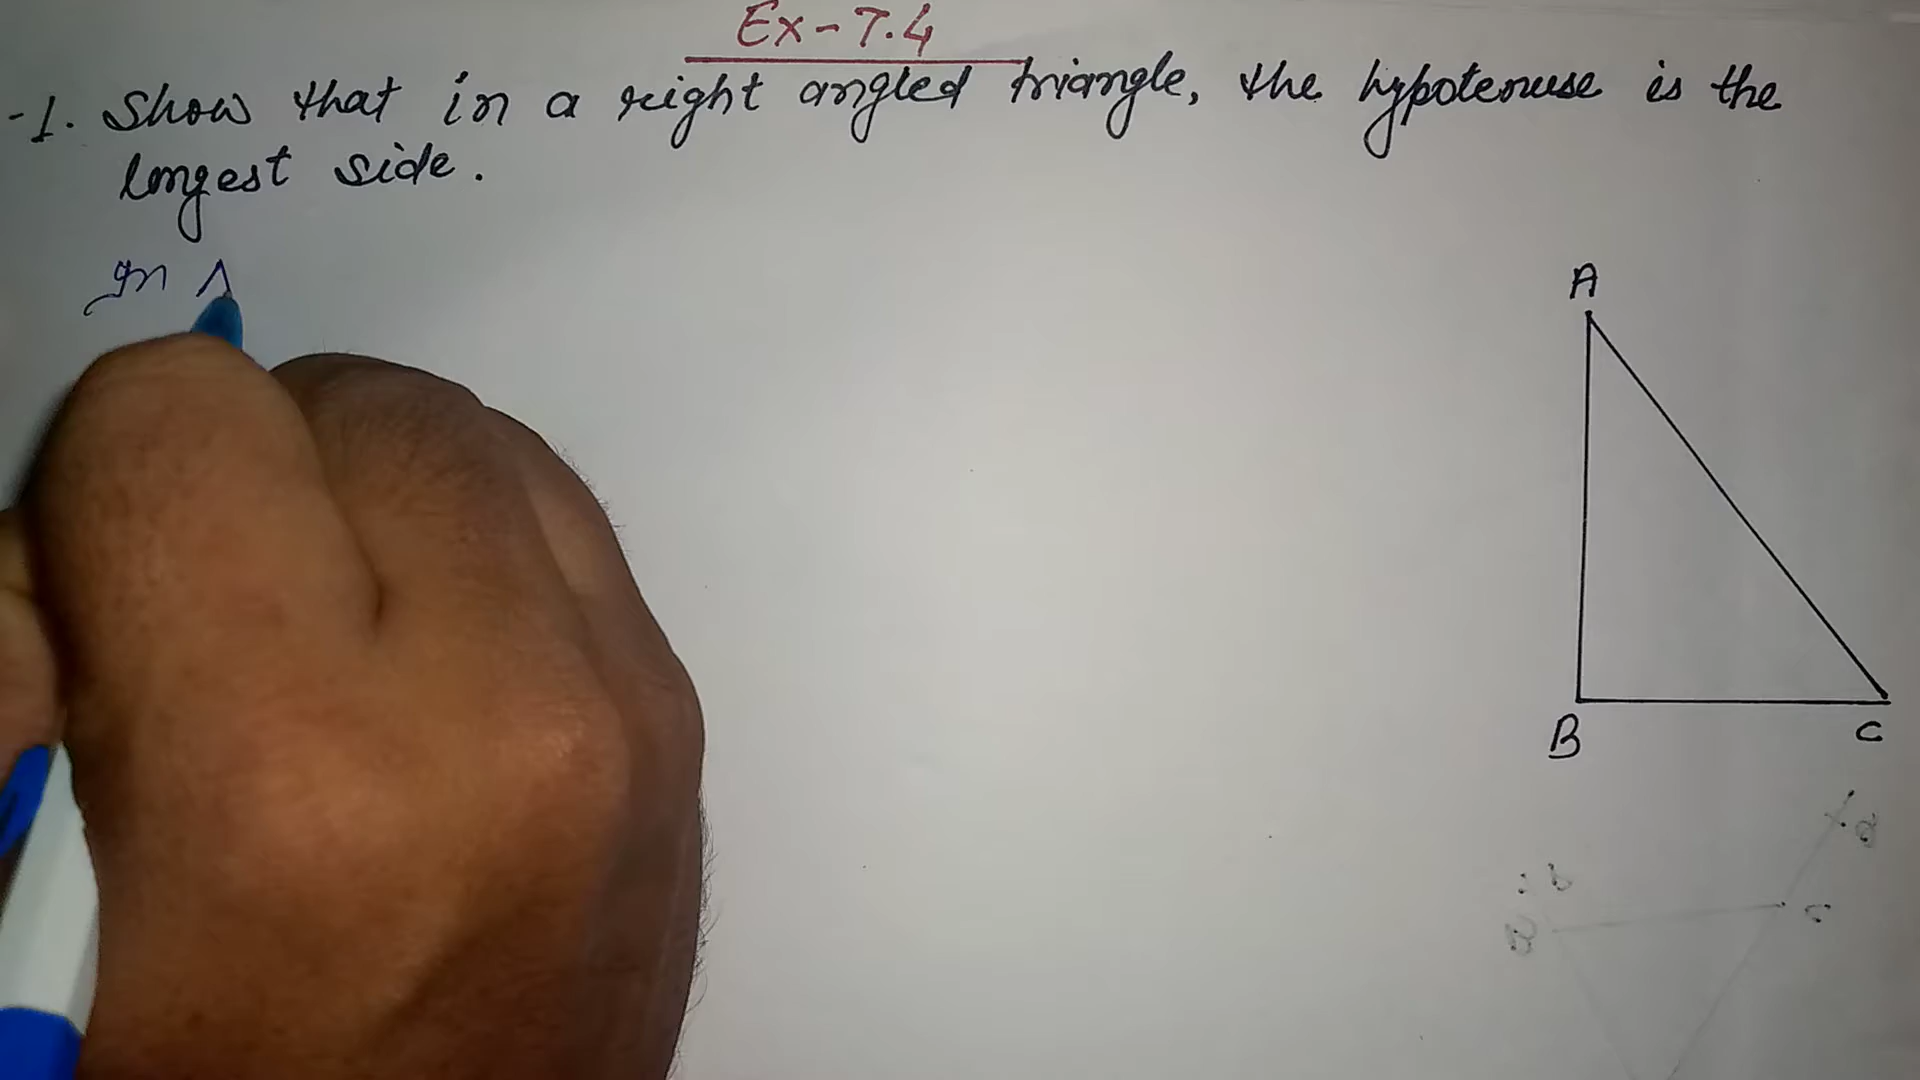 Ex-7.4
-1. Show that in a right angled triangle, the hypotenuse is the
longest side.
In Δ
A
B
C